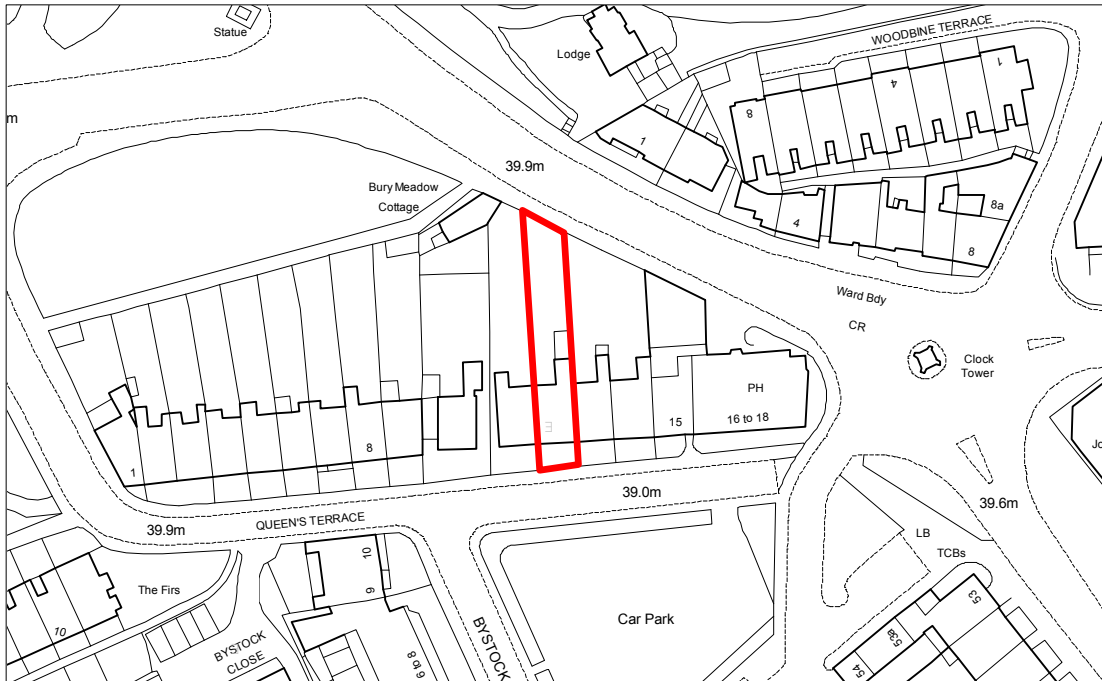 Statue
WOODBINE TERRACE
Lodge
1
4
8
m
1
39.9m
Bury Meadow
Cottage
4
8a
8
Ward Bdy
CR
Clock
Tower
PH
15
16 to 18
E
8
1
39.0m
39.9m
QUEEN'S TERRACE
39.6m
LB
TCBs
10
9
The Firs
10
Car Park
53
53a
54
BYSTOCK
CLOSE
6 to 8
BYSTOCK
Jo